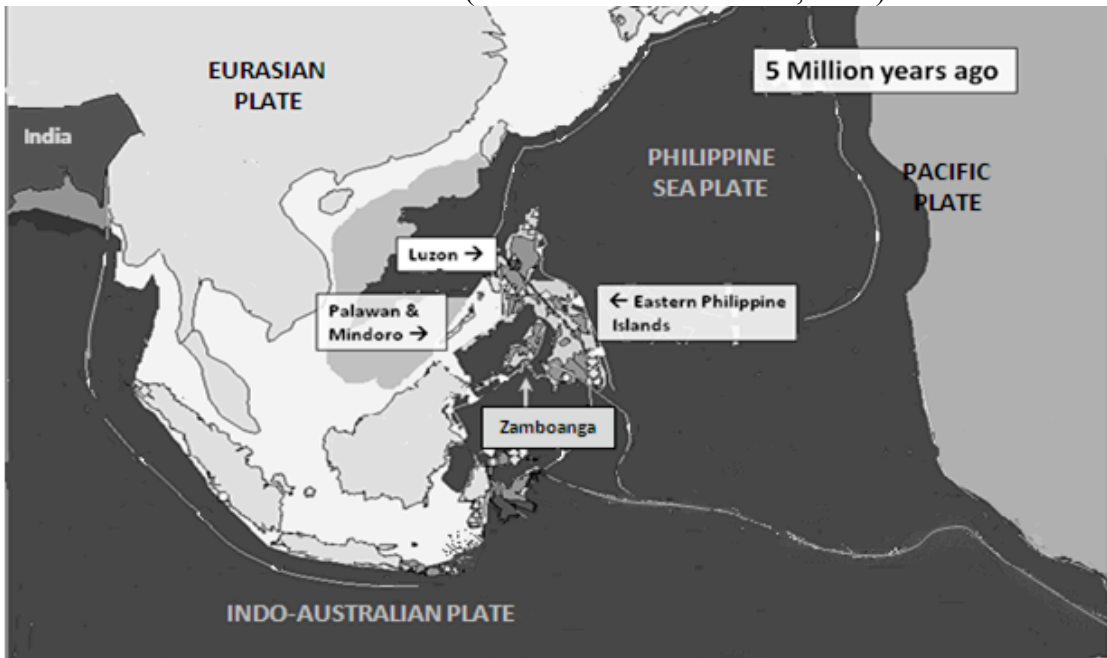 EURASIAN
PLATE
5 Million years ago
India
PHILIPPINE
SEA PLATE
PACIFIC
PLATE
Luzon →
Palawan &
Mindoro →
← Eastern Philippine
Islands
Zamboanga
INDO-AUSTRALIAN PLATE